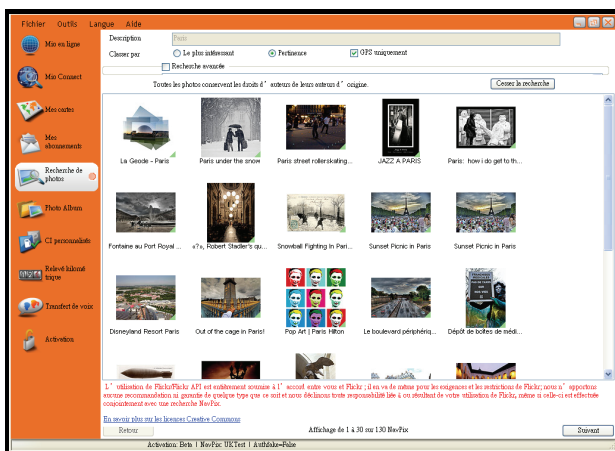 Fichier Outils Langue Aide
Mio en ligne
Mio Connect
Mes cartes
Mes
abonnements
Recherche de
photos
Photo Album
CI personnalisés
Relevé kilomé
trique
Transfert de voix
Activation
Description Paris
Classer par Le plus intéressant Pertinence GPS uniquement
Recherche avancée
Toutes les photos conservent les droits d’auteurs de leurs auteurs d’origine. Cesser la recherche
La Geode - Paris Paris under the snow Paris street rollerskating... JAZZ A PARIS Paris: how i do get to th...
Fontaine au Port Royal ... «?», Robert Stadler's qu... Snowball Fighting In Pari... Sunset Picnic in Paris Sunset Picnic in Paris
Disneyland Resort Paris Out of the cage in Paris! Pop Art | Paris Hilton Le boulevard périphériq... Dépôt de boîtes de médi...
L’utilisation de Flickr/Flickr API est entièrement soumise à l’accord entre vous et Flickr ; il en va de même pour les exigences et les restrictions de Flickr; nous n’apportons
aucune recommandation ni garantie de quelque type que ce soit et nous déclinons toute responsabilité liée à ou résultant de votre utilisation de Flickr, même si celle-ci est effectuée
conjointement avec une recherche NavPix.
En savoir plus sur les licences Creative Commons
Retour Affichage de 1 à 30 sur 130 NavPix Suivant
Activation: Beta | NavPix: UKTest | Authfake=False